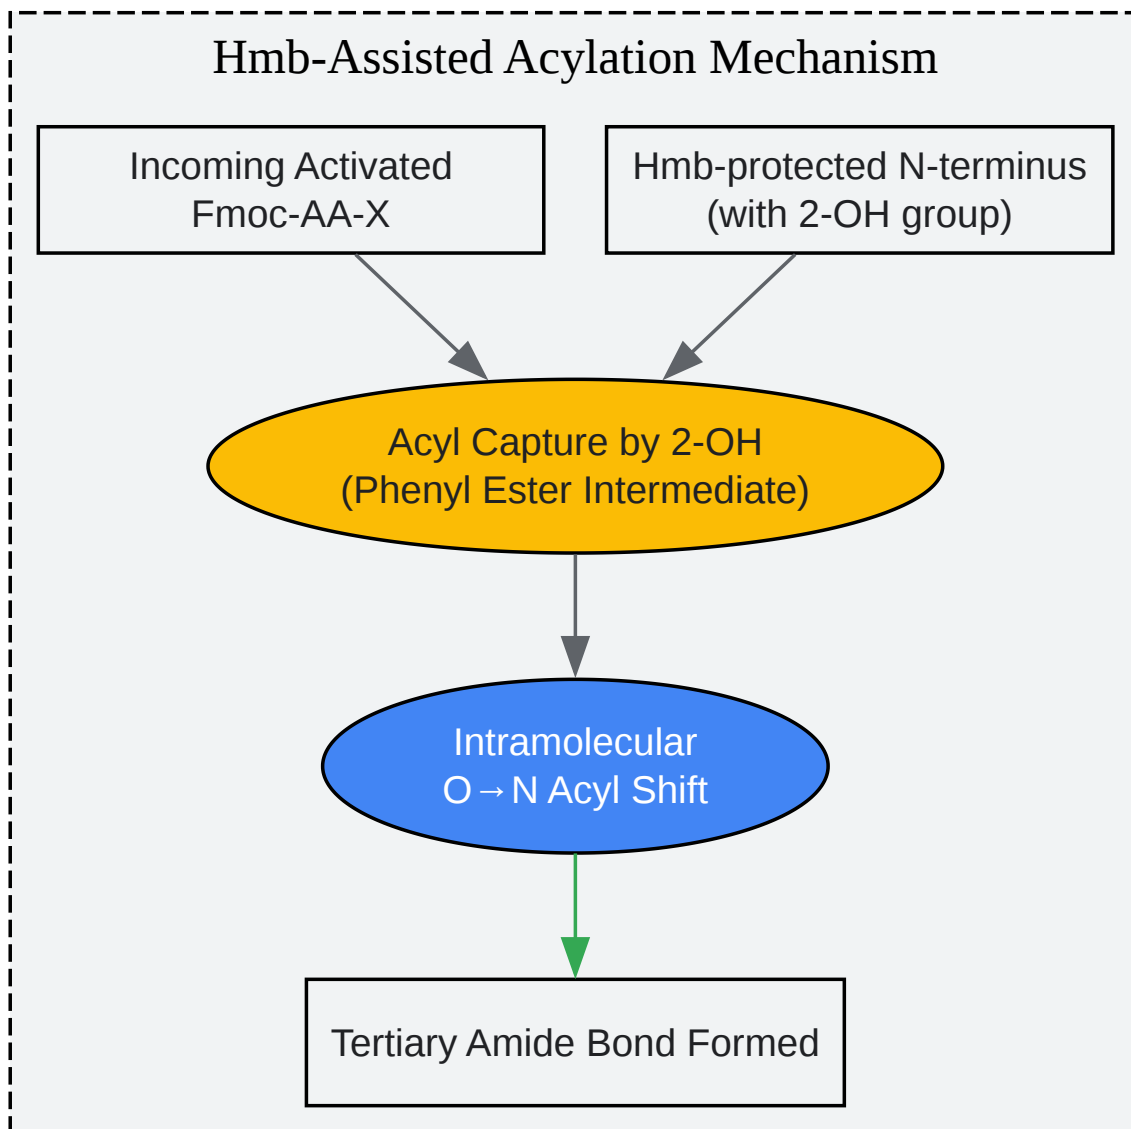 Hmb-Assisted Acylation Mechanism
Incoming Activated
Fmoc-AA-X
Hmb-protected N-terminus
(with 2-OH group)
Acyl Capture by 2-OH
(Phenyl Ester Intermediate)
Intramolecular
O→N Acyl Shift
Tertiary Amide Bond Formed